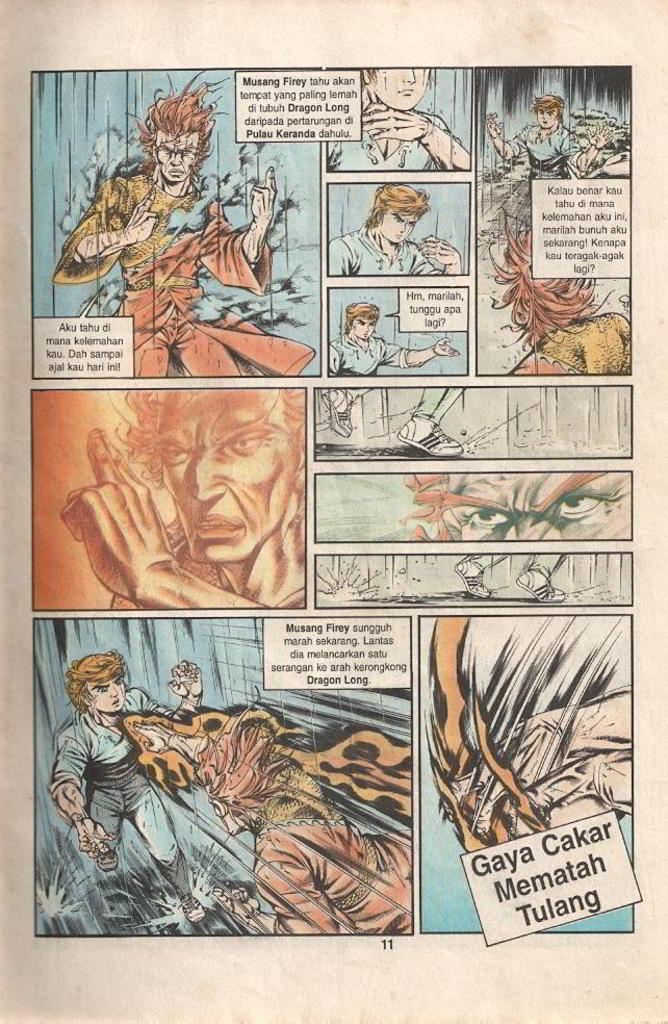 Musang Firey tahu akan
tempat yang paling lemah
di tubuh Dragon Long
daripada pertarungan di
Pulau Keranda dahulu.
Aku tahu di
mana kelemahan
kau. Dah sampai
ajal kau hari ini!
Hm, marilah,
tunggu apa
lagi?
Kalau benar kau
tahu di mana
kelemahan aku ini,
marilah bunuh aku
sekarang! Kenapa
kau teragak-agak
lagi?
Musang Firey sungguh
marah sekarang. Lantas
dia melancarkan satu
serangan ke arah kerongkong
Dragon Long.
Gaya Cakar
Mematah
Tulang
11